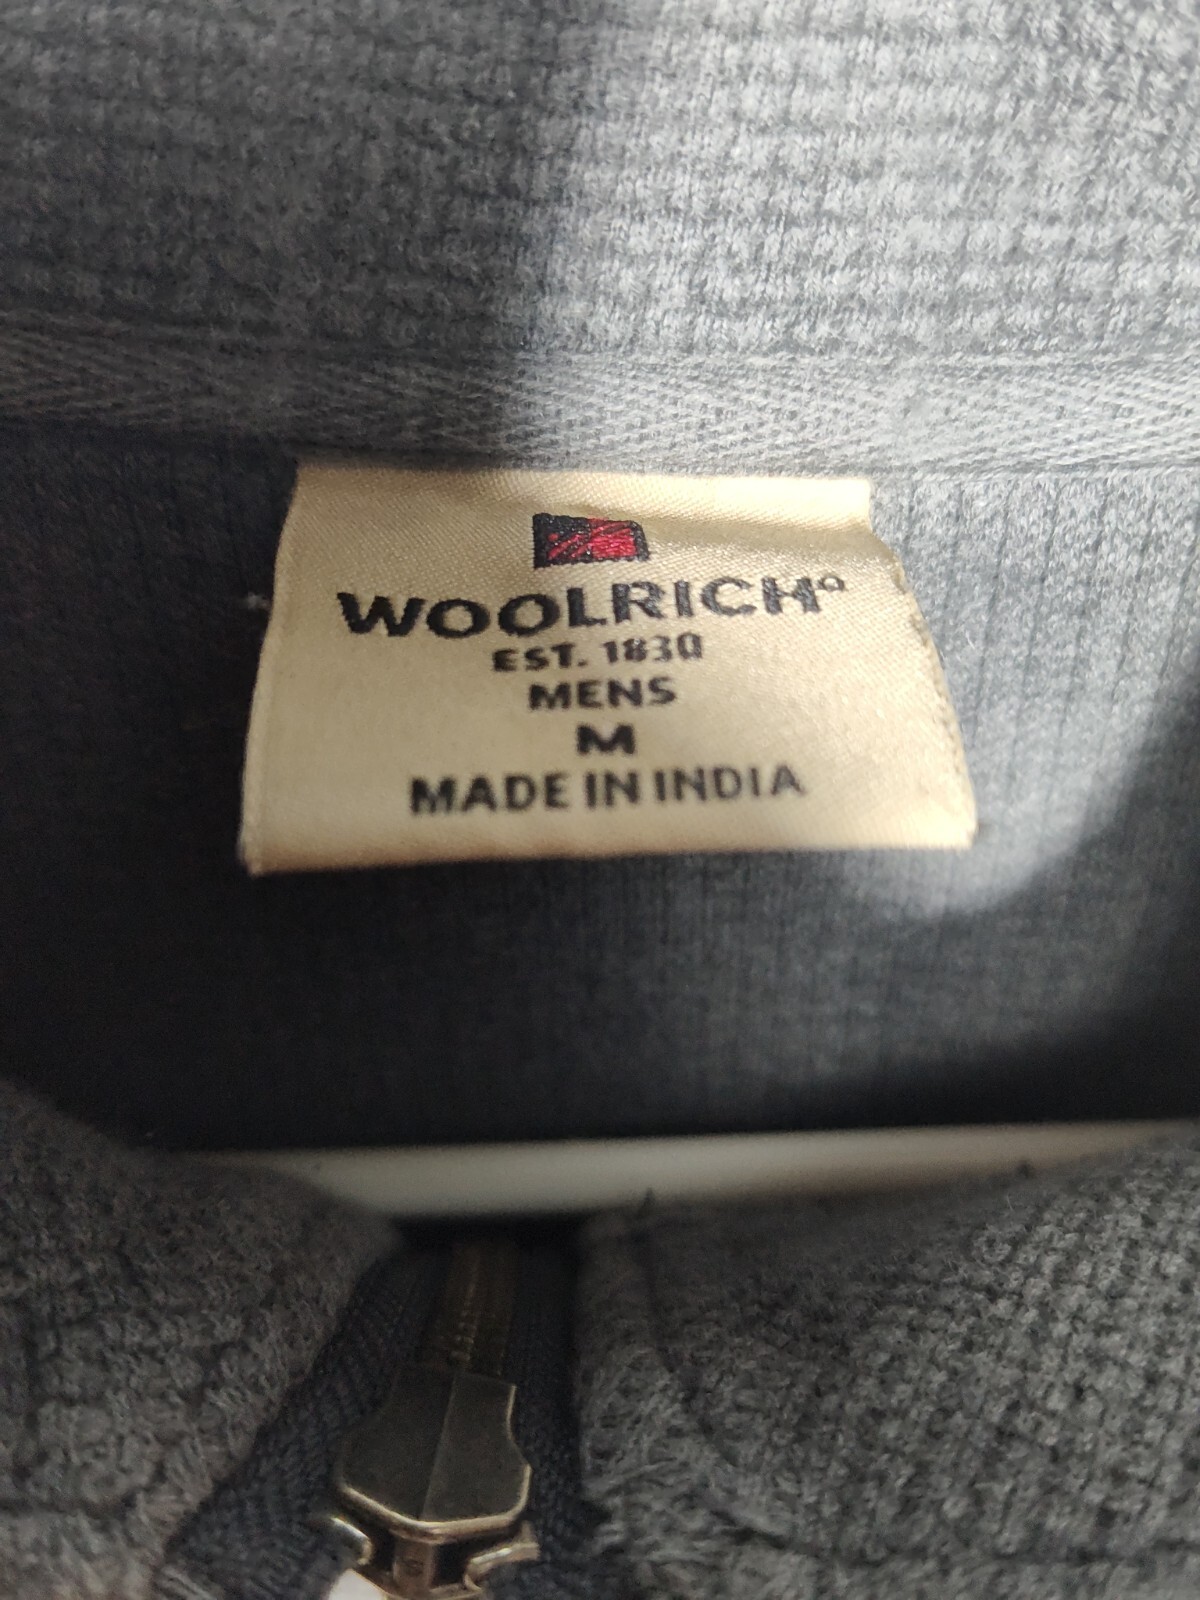 WOOLRICH®
EST. 1830
MENS
M
MADE IN INDIA